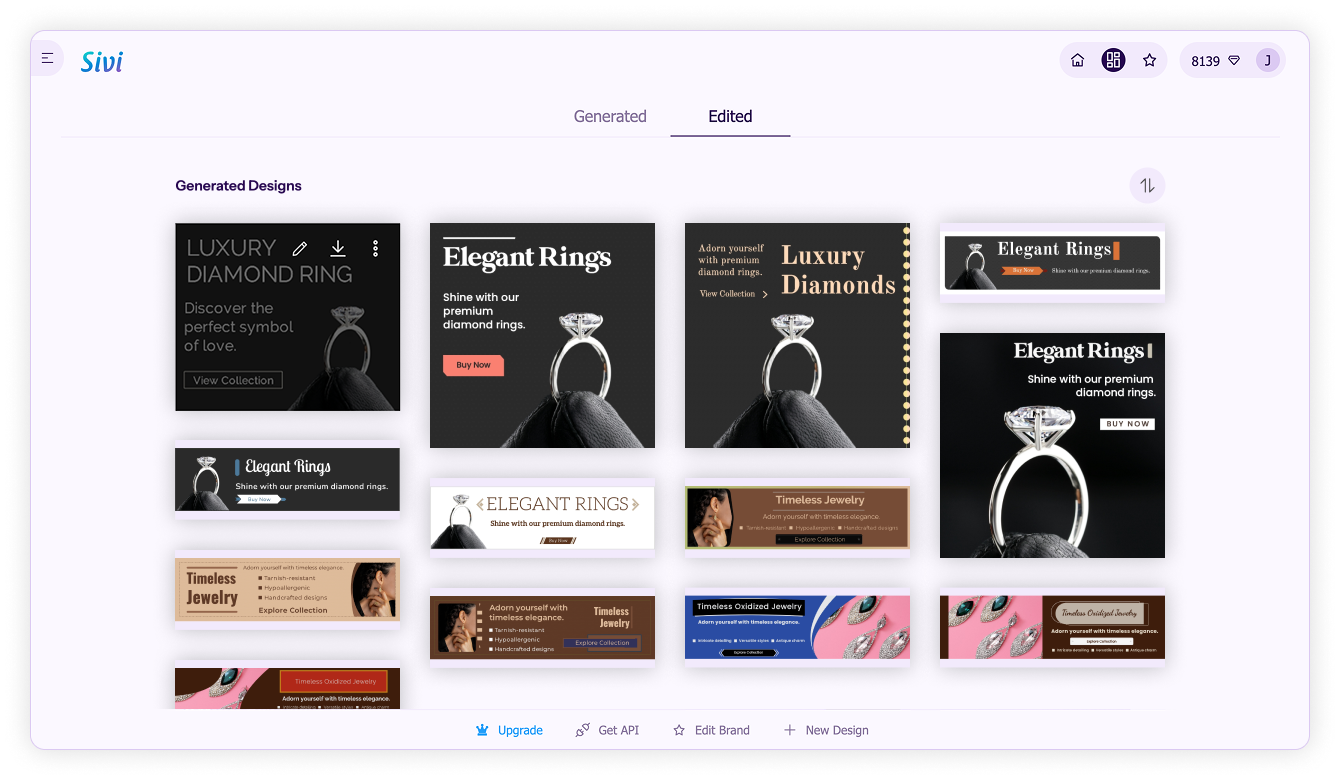 Sivi
8139
J
Generated
Edited
Generated Designs
LUXURY
DIAMOND RING
Discover the
perfect symbol
of love.
View Collection
Elegant Rings
Shine with our
premium
diamond rings.
Buy Now
Adorn yourself
with premium
diamond rings.
View Collection
Luxury
Diamonds
Elegant Rings
Buy Now
Shine with our premium diamond rings.
Elegant Rings
Shine with our premium
diamond rings.
BUY NOW
Elegant Rings
Shine with our premium diamond rings.
Buy Now
ELEGANT RINGS
Shine with our premium diamond rings.
Buy Now
Timeless Jewelry
Adorn yourself with timeless elegance.
Tarnish-resistant
Hypoallergenic
Handcrafted designs
Explore Collection
Timeless
Jewelry
Adorn yourself with timeless elegance.
Tarnish-resistant
Hypoallergenic
Handcrafted designs
Explore Collection
Adorn yourself with
timeless elegance.
Tarnish-resistant
Hypoallergenic
Handcrafted designs
Timeless
Jewelry
Explore Collection
Timeless Oxidized Jewelry
Adorn yourself with timeless elegance.
Intricate detailing
Versatile styles
Antique charm
Explore Collection
Timeless Oxidized Jewelry
Adorn yourself with timeless elegance.
Explore Collection
Intricate detailing
Versatile styles
Antique charm
Timeless Oxidized Jewelry
Adorn yourself with timeless elegance.
Intricate detailing
Versatile styles
Antique charm
Upgrade
Get API
Edit Brand
New Design